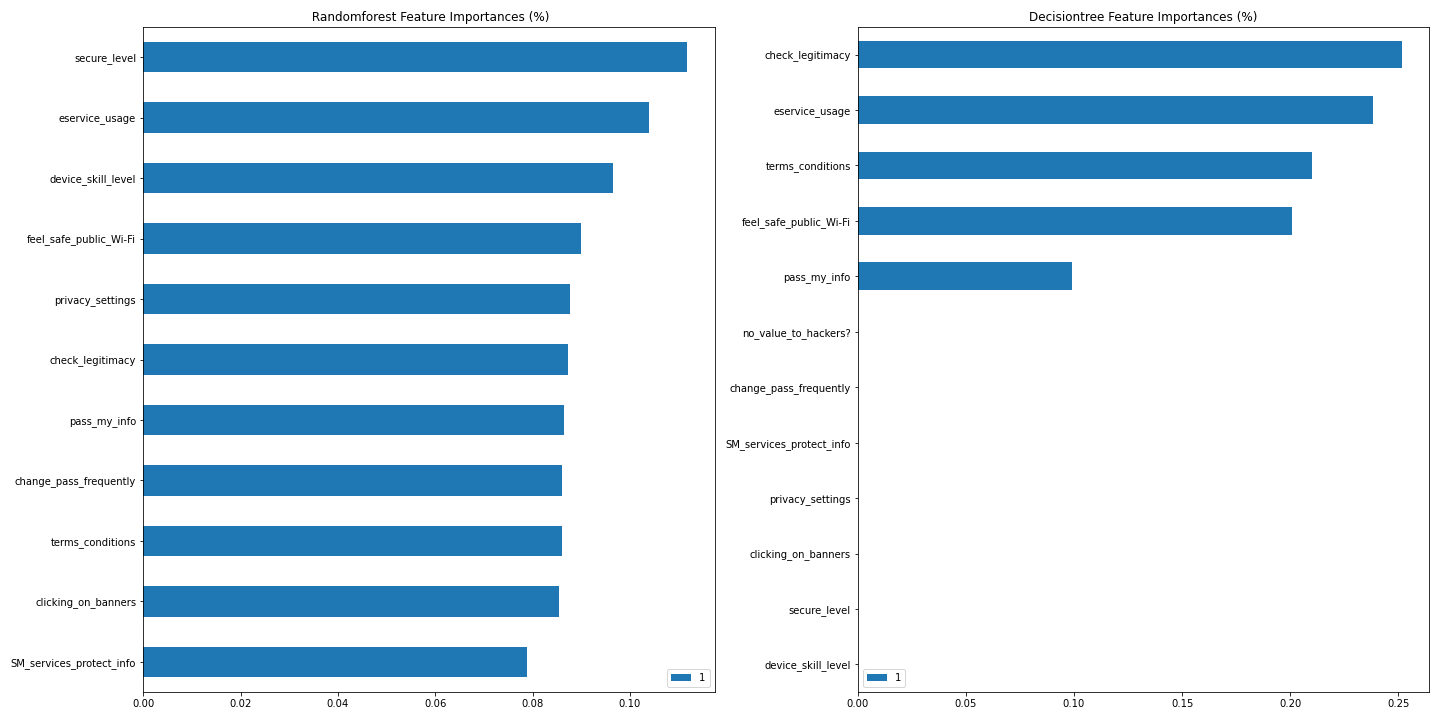 Randomforest Feature Importances (%)
secure_level
eservice_usage
device_skill_level
feel_safe_public_Wi-Fi
privacy_settings
check_legitimacy
pass_my_info
change_pass_frequently
terms_conditions
clicking_on_banners
SM_services_protect_info
1
0.00 0.02 0.04 0.06 0.08 0.10
Decisiontree Feature Importances (%)
check_legitimacy
eservice_usage
terms_conditions
feel_safe_public_Wi-Fi
pass_my_info
no_value_to_hackers?
change_pass_frequently
SM_services_protect_info
privacy_settings
clicking_on_banners
secure_level
device_skill_level
1
0.00 0.05 0.10 0.15 0.20 0.25